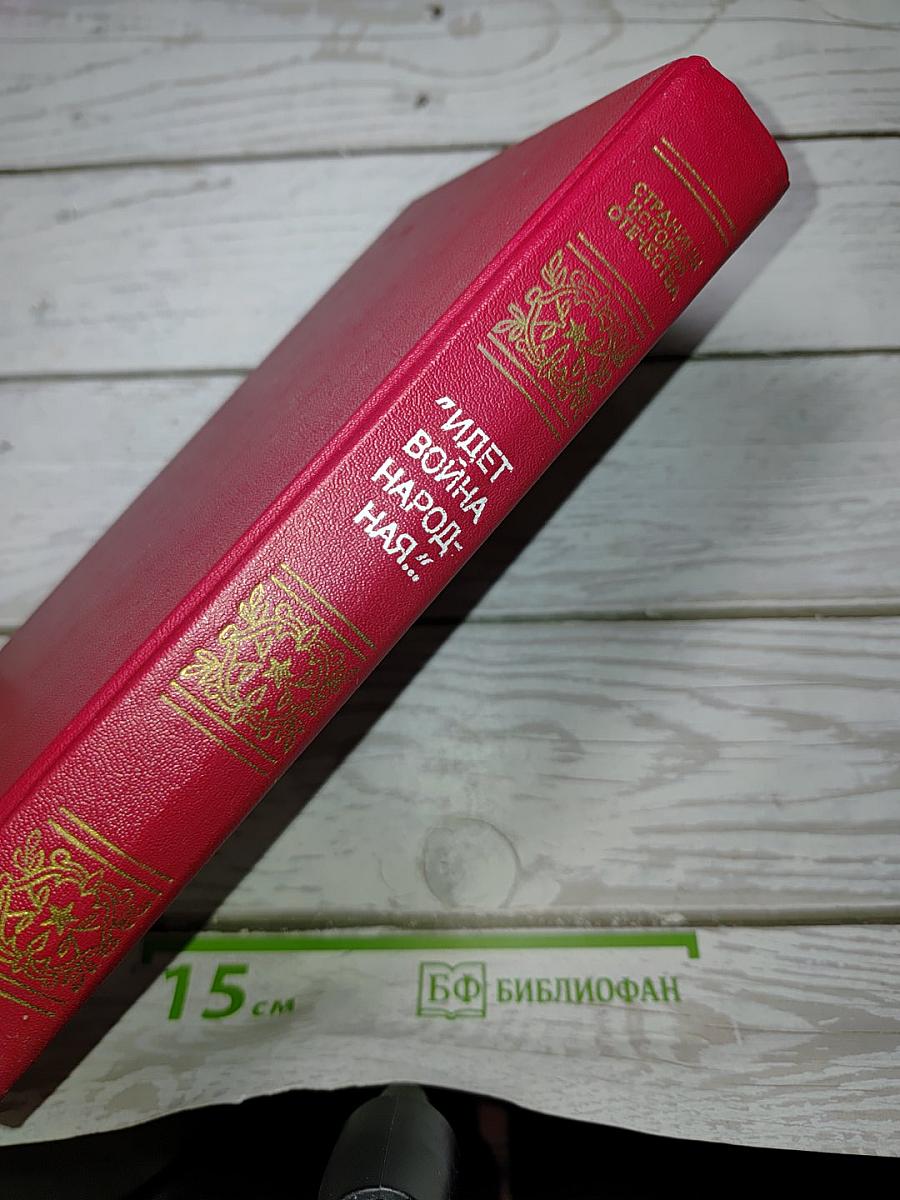 СТРАНИЦЫ
ИСТОРИИ
ОТЕЧЕСТВА
"ИДЕТ
ВОЙНА
НАРОД-
НАЯ..."
15 см
БФ БИБЛИОФАН